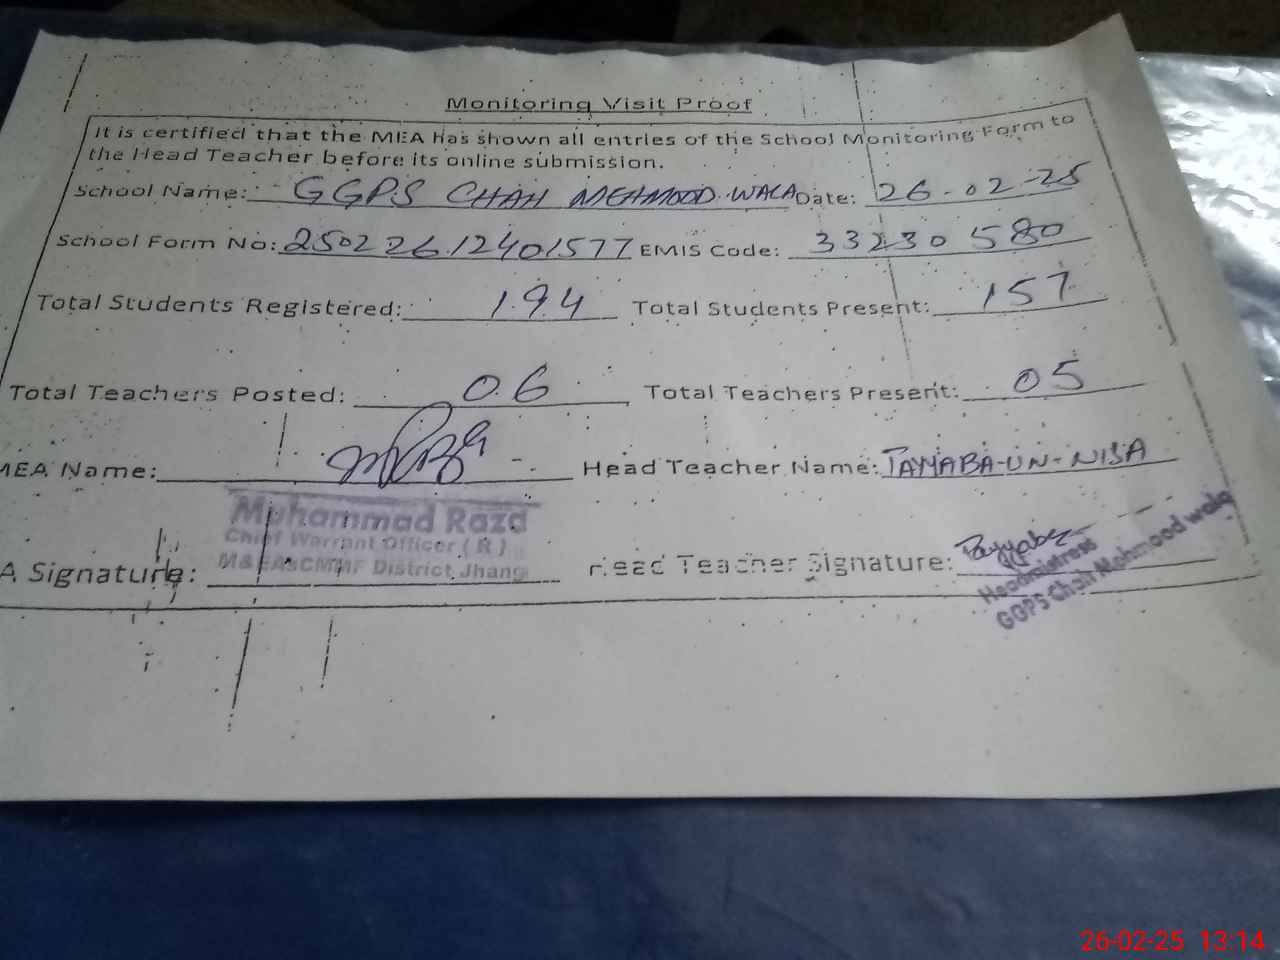 Monitoring Visit Proof
It is certified that the MEA has shown all entries of the School Monitoring Form to
the Head Teacher before its online submission.
School Name: GGPS CHAH MEHMOOD WALA Date: 26-02-25
School Form No: 25022612401577 EMIS Code: 33230580
Total Students Registered: 194 Total Students Present: 157
Total Teachers Posted: 06 Total Teachers Present: 05
MEA Name: Head Teacher Name: TAYYABA-UN-NISA
Muhammad Raza
Chief Warrant Officer (R)
M&EA&CMMF District Jhang
A Signature: Head Teacher Signature: Tayyaba
Headmistress
GGPS Chah Mahmood wala
26-02-25 13:14